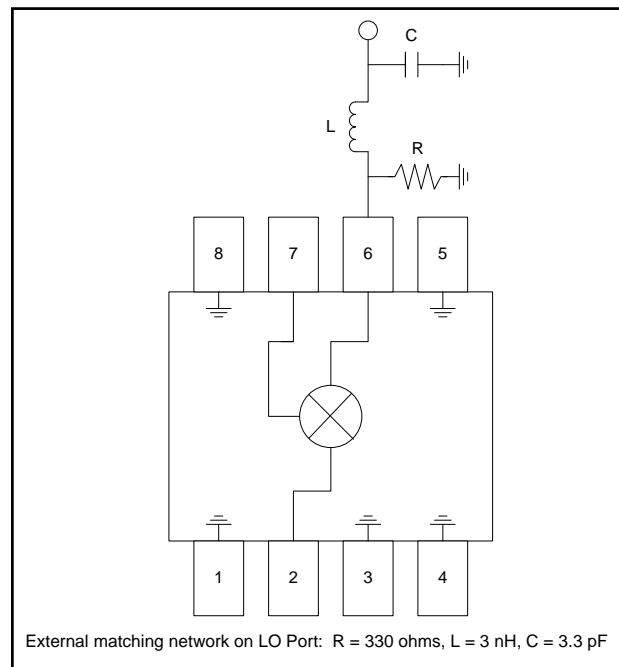 C
L
R
8 7 6 5
1 2 3 4
External matching network on LO Port: R = 330 ohms, L = 3 nH, C = 3.3 pF